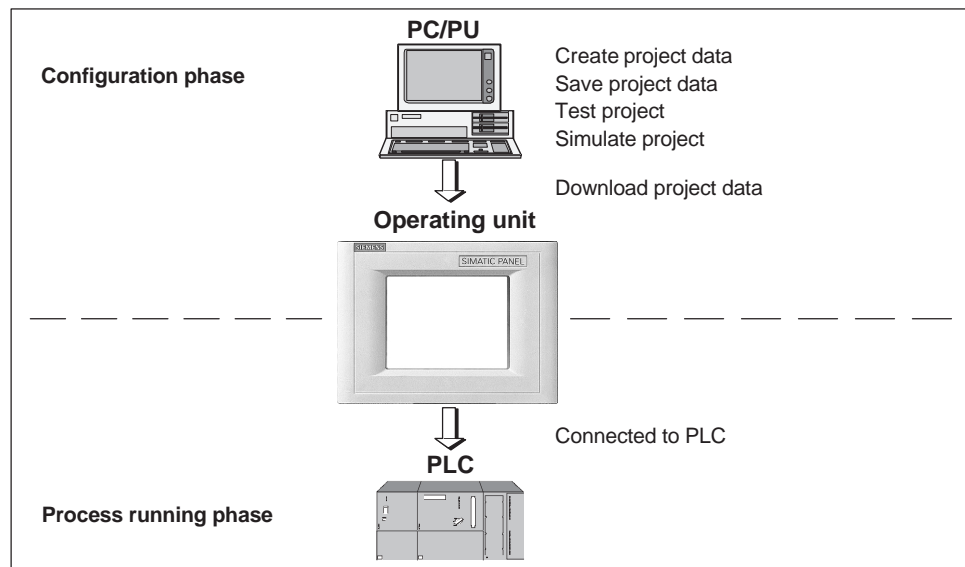 PC/PU
Configuration phase
Create project data
Save project data
Test project
Simulate project
Download project data
Operating unit
SIEMENS
SIMATIC PANEL
Connected to PLC
PLC
Process running phase